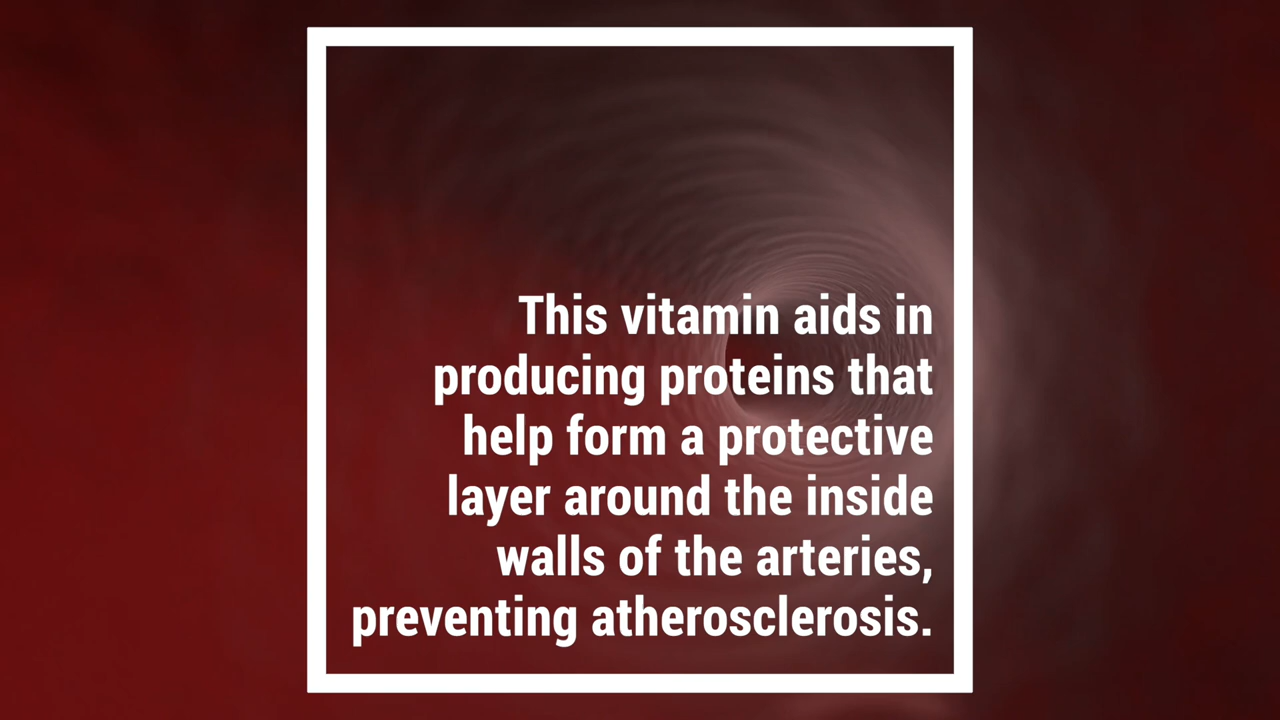 This vitamin aids in
producing proteins that
help form a protective
layer around the inside
walls of the arteries,
preventing atherosclerosis.